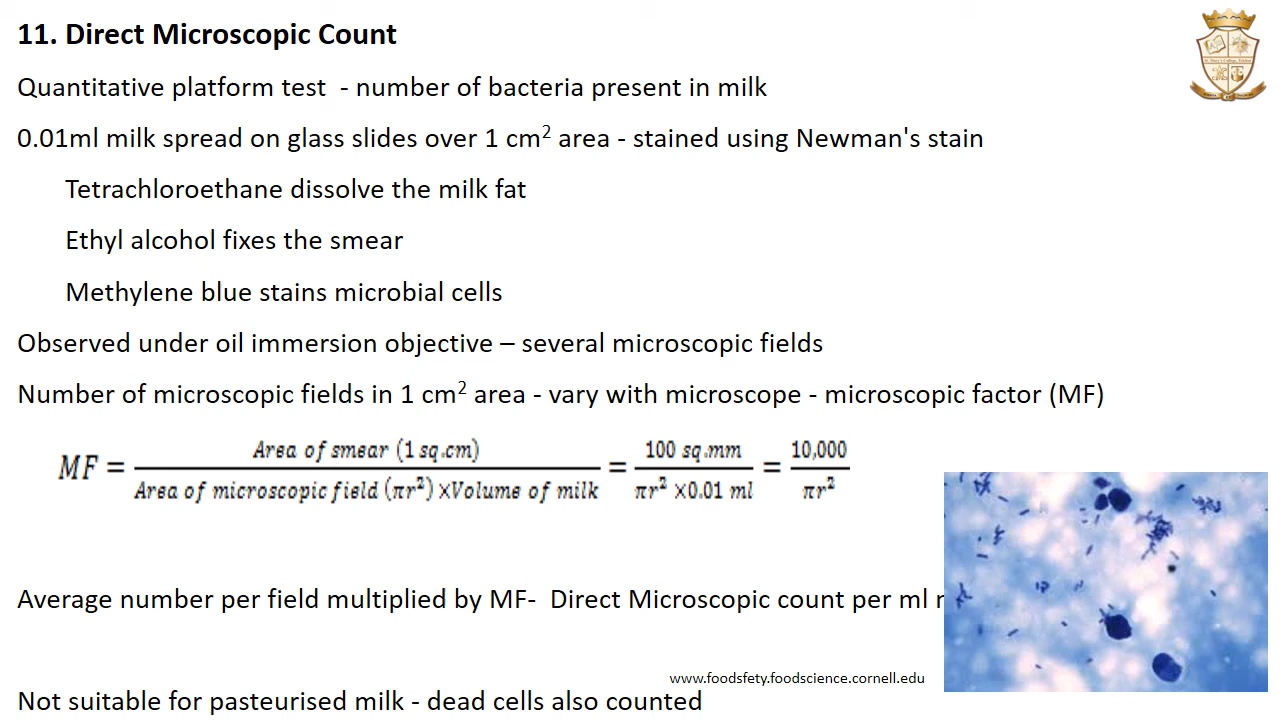 11. Direct Microscopic Count
Quantitative platform test - number of bacteria present in milk
0.01ml milk spread on glass slides over 1 cm² area - stained using Newman's stain
Tetrachloroethane dissolve the milk fat
Ethyl alcohol fixes the smear
Methylene blue stains microbial cells
Observed under oil immersion objective – several microscopic fields
Number of microscopic fields in 1 cm² area - vary with microscope - microscopic factor (MF)
MF = Area of smear (1 sq.cm) / Area of microscopic field (πr²) ×Volume of milk = 100 sq.mm / πr² ×0.01 ml = 10,000 / πr²
Average number per field multiplied by MF- Direct Microscopic count per ml
www.foodsfety.foodscience.cornell.edu
Not suitable for pasteurised milk - dead cells also counted